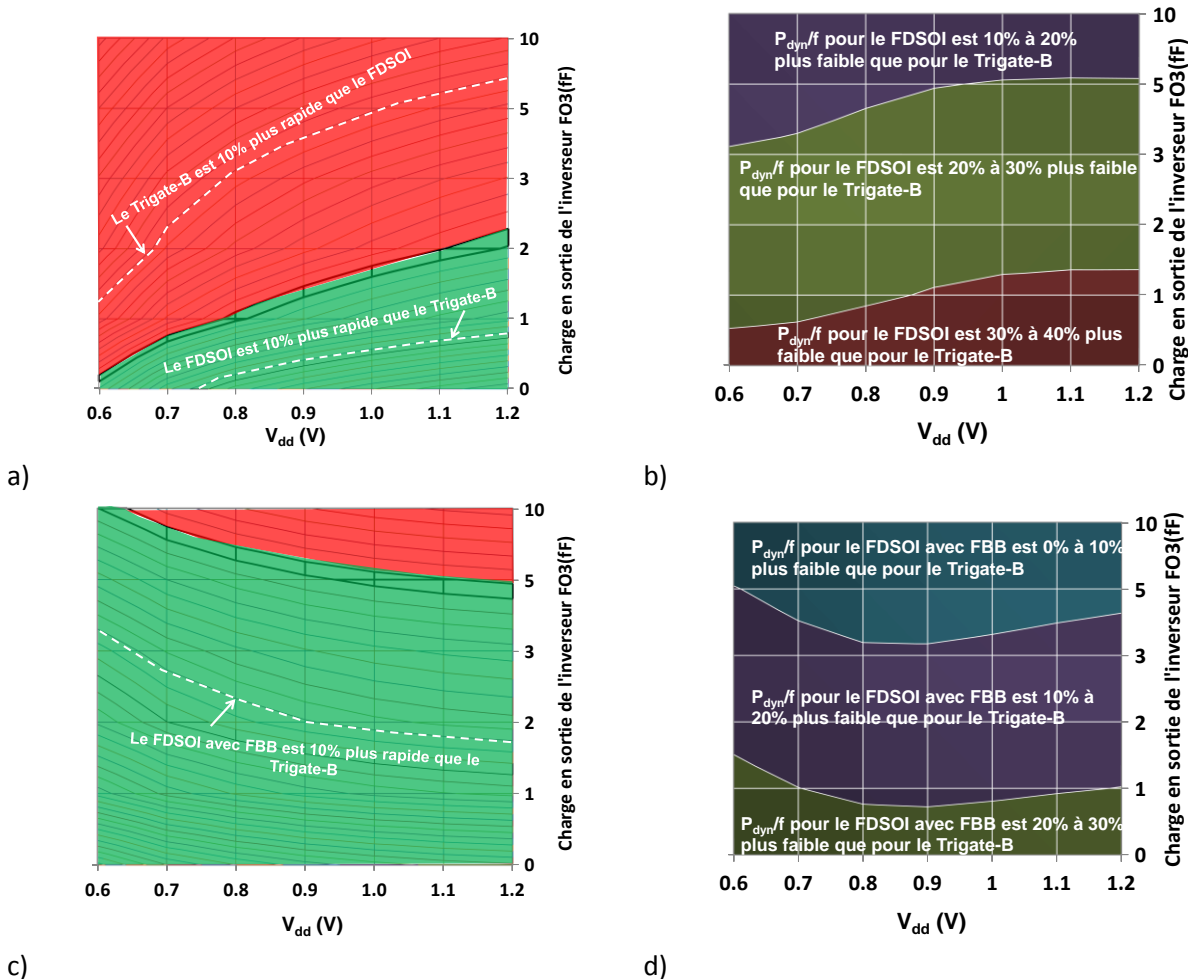 Le Trigate-B est 10% plus rapide que le FDSOI
Le FDSOI est 10% plus rapide que le Trigate-B
10
5
3
2
1
0
Charge en sortie de l'inverseur FO3(fF)
0.6 0.7 0.8 0.9 1.0 1.1 1.2
Vdd (V)
a)
Pdyn/f pour le FDSOI est 10% à 20%
plus faible que pour le Trigate-B
Pdyn/f pour le FDSOI est 20% à 30% plus faible
que pour le Trigate-B
Pdyn/f pour le FDSOI est 30% à 40% plus
faible que pour le Trigate-B
10
5
3
2
1
0
Charge en sortie de l'inverseur FO3(fF)
0.6 0.7 0.8 0.9 1 1.1 1.2
Vdd (V)
b)
Le FDSOI avec FBB est 10% plus rapide que le
Trigate-B
10
5
3
2
1
0
Charge en sortie de l'inverseur FO3(fF)
0.6 0.7 0.8 0.9 1.0 1.1 1.2
Vdd (V)
c)
Pdyn/f pour le FDSOI avec FBB est 0% à 10%
plus faible que pour le Trigate-B
Pdyn/f pour le FDSOI avec FBB est 10% à
20% plus faible que pour le Trigate-B
Pdyn/f pour le FDSOI avec FBB est 20% à 30%
plus faible que pour le Trigate-B
10
5
3
2
1
0
Charge en sortie de l'inverseur FO3(fF)
0.6 0.7 0.8 0.9 1 1.1 1.2
Vdd (V)
d)